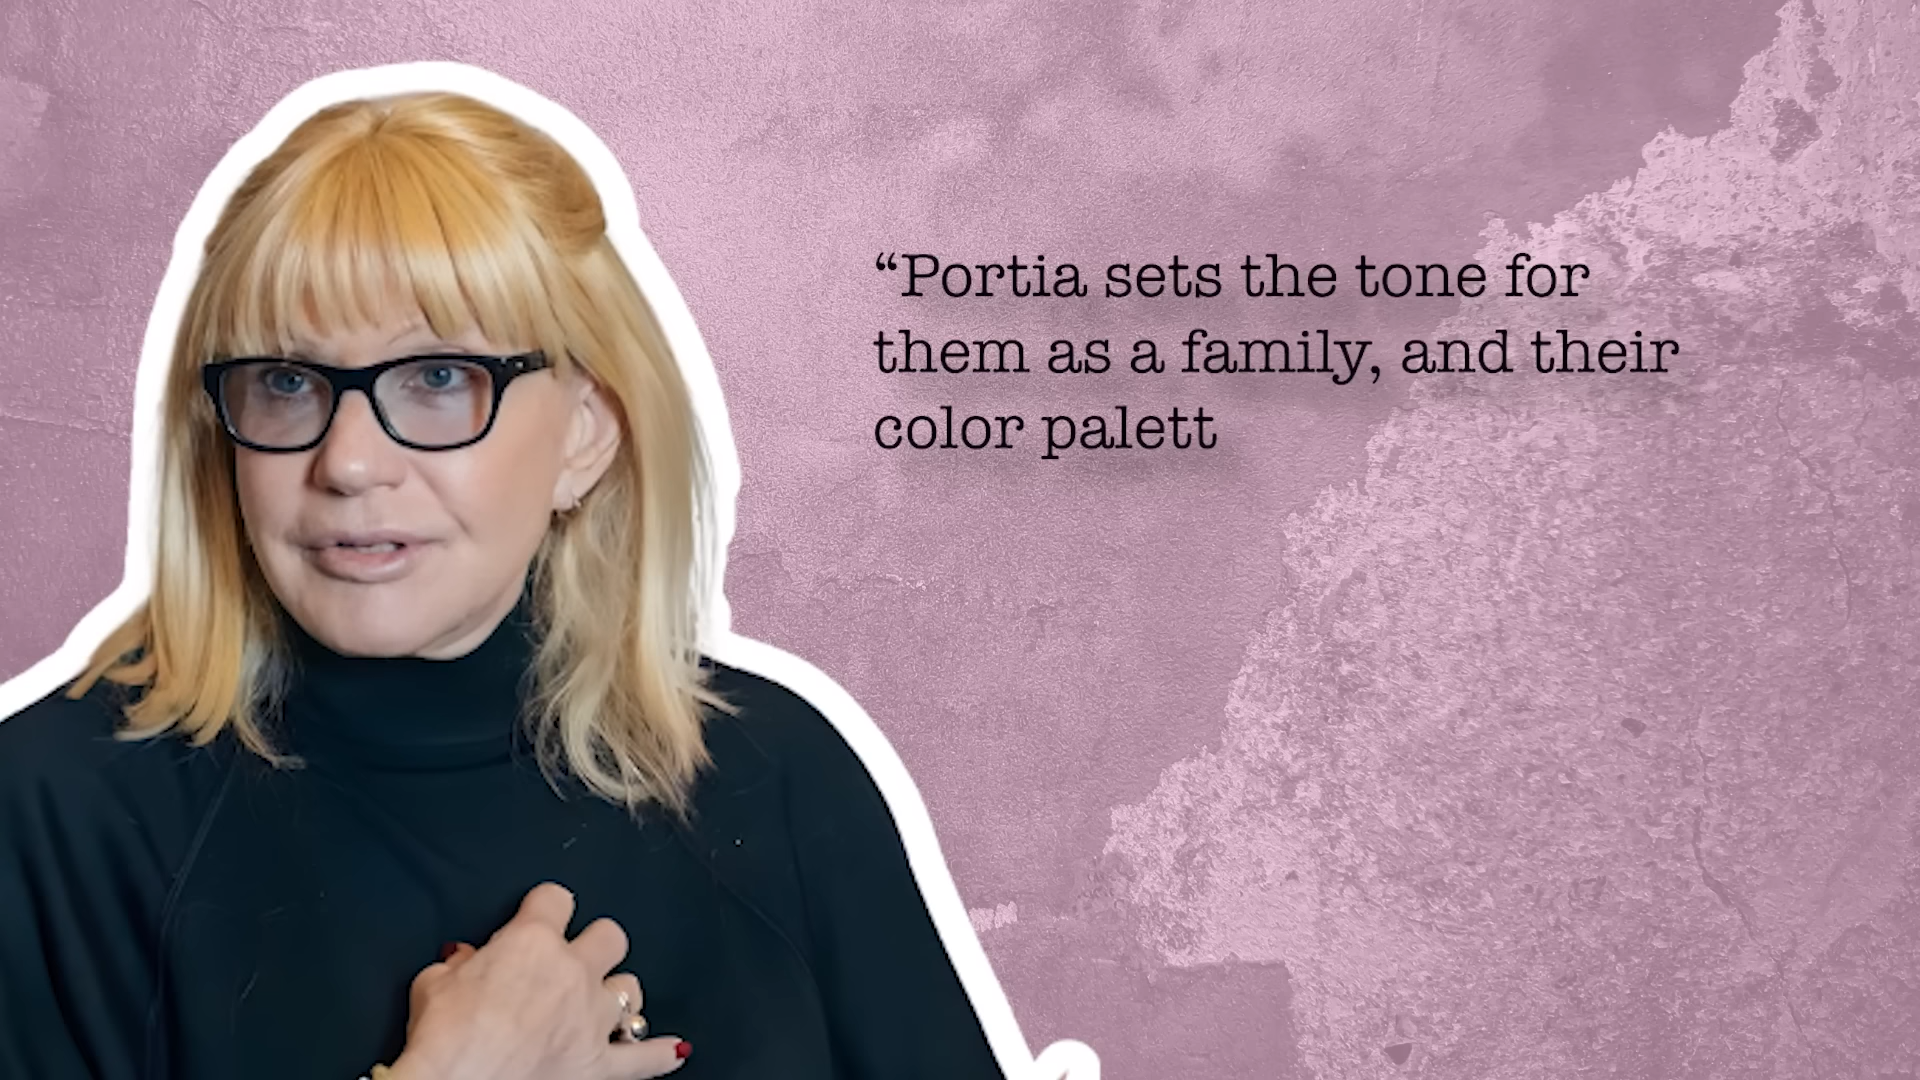 “Portia sets the tone for
them as a family, and their
color palett